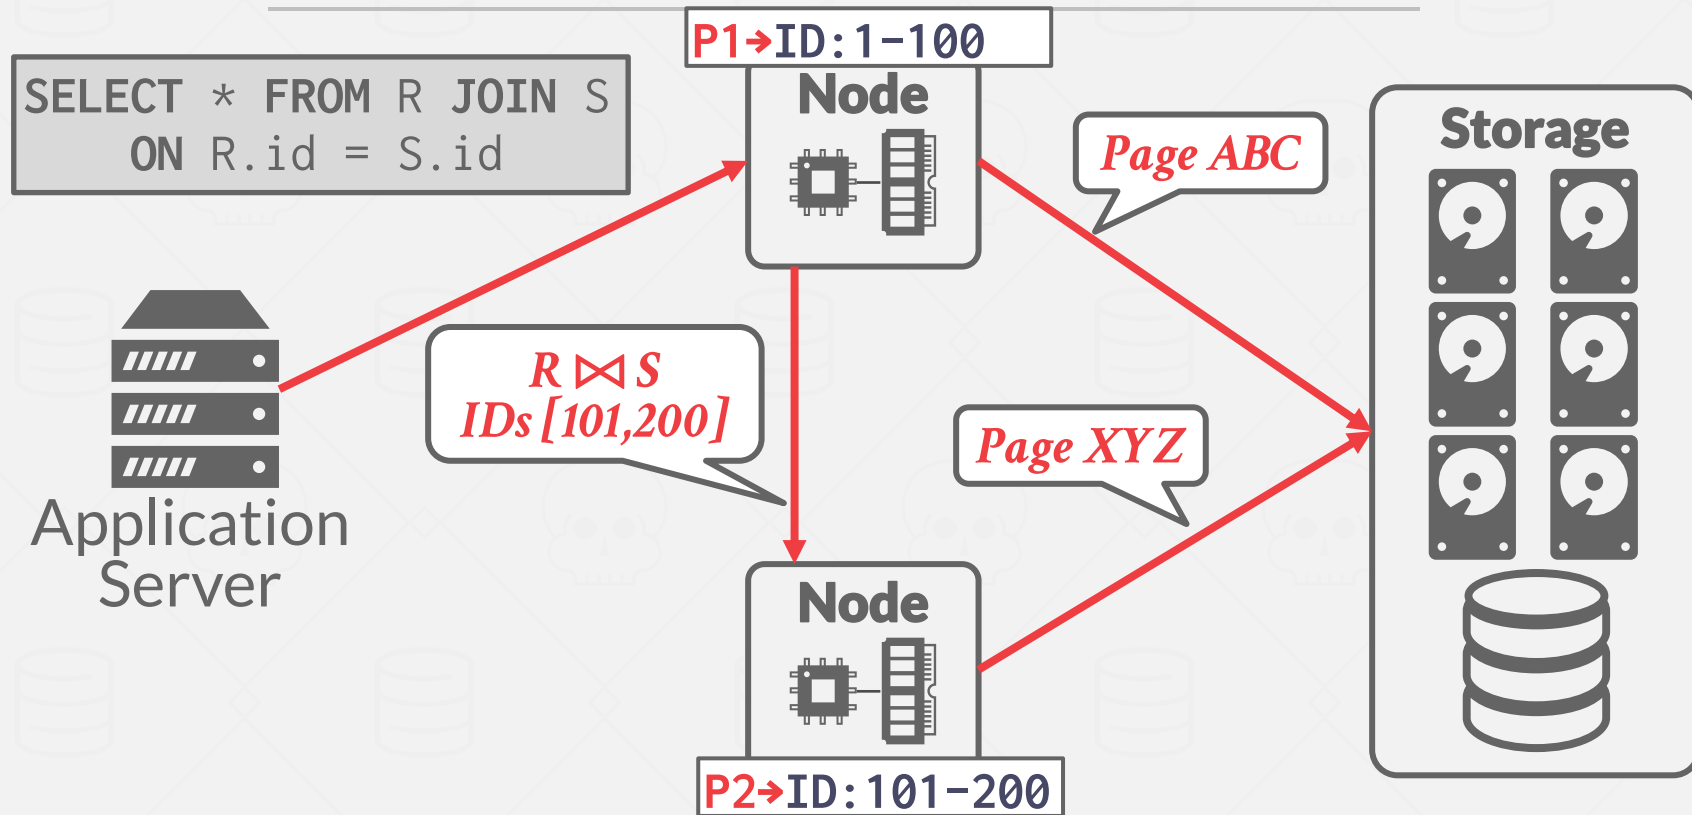 P1→ID:1-100
SELECT * FROM R JOIN S
ON R.id = S.id
Node
Page ABC
Storage
R ⋈ S
IDs [101,200]
Page XYZ
Application
Server
Node
P2→ID:101-200